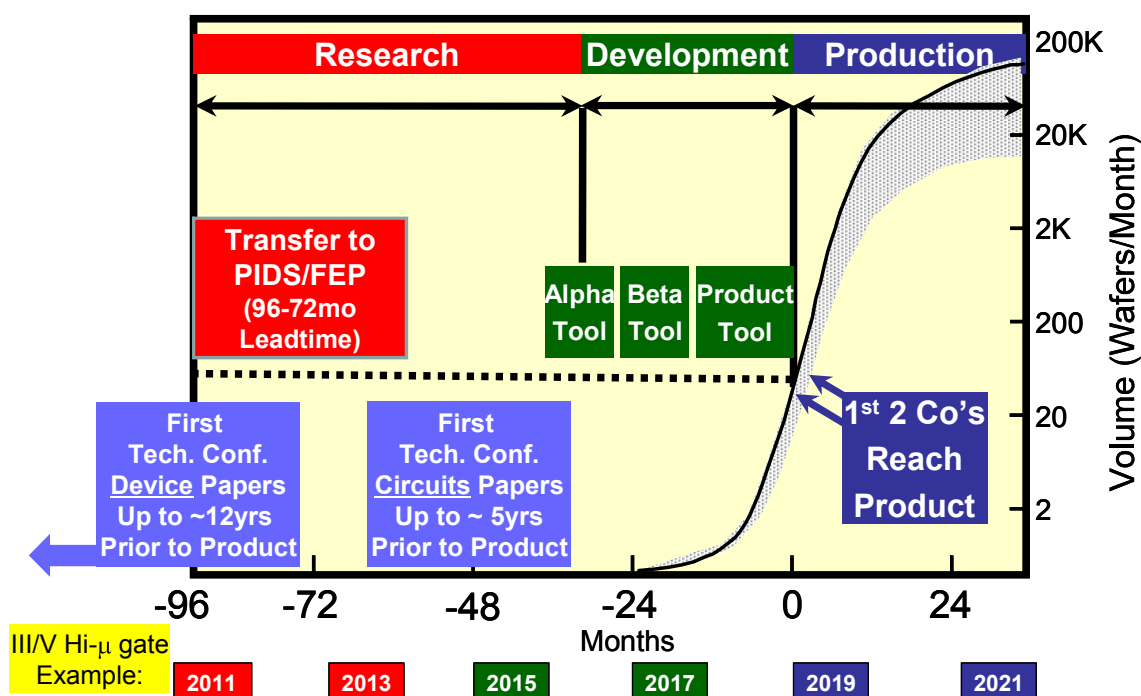 Research
Development
Production
200K
20K
2K
200
20
2
Volume (Wafers/Month)
Transfer to
PIDS/FEP
(96-72mo
Leadtime)
Alpha
Tool
Beta
Tool
Product
Tool
First
Tech. Conf.
Device Papers
Up to ~12yrs
Prior to Product
First
Tech. Conf.
Circuits Papers
Up to ~ 5yrs
Prior to Product
1st 2 Co's
Reach
Product
-96
-72
-48
-24
0
24
Months
III/V Hi-μ gate
Example:
2011
2013
2015
2017
2019
2021